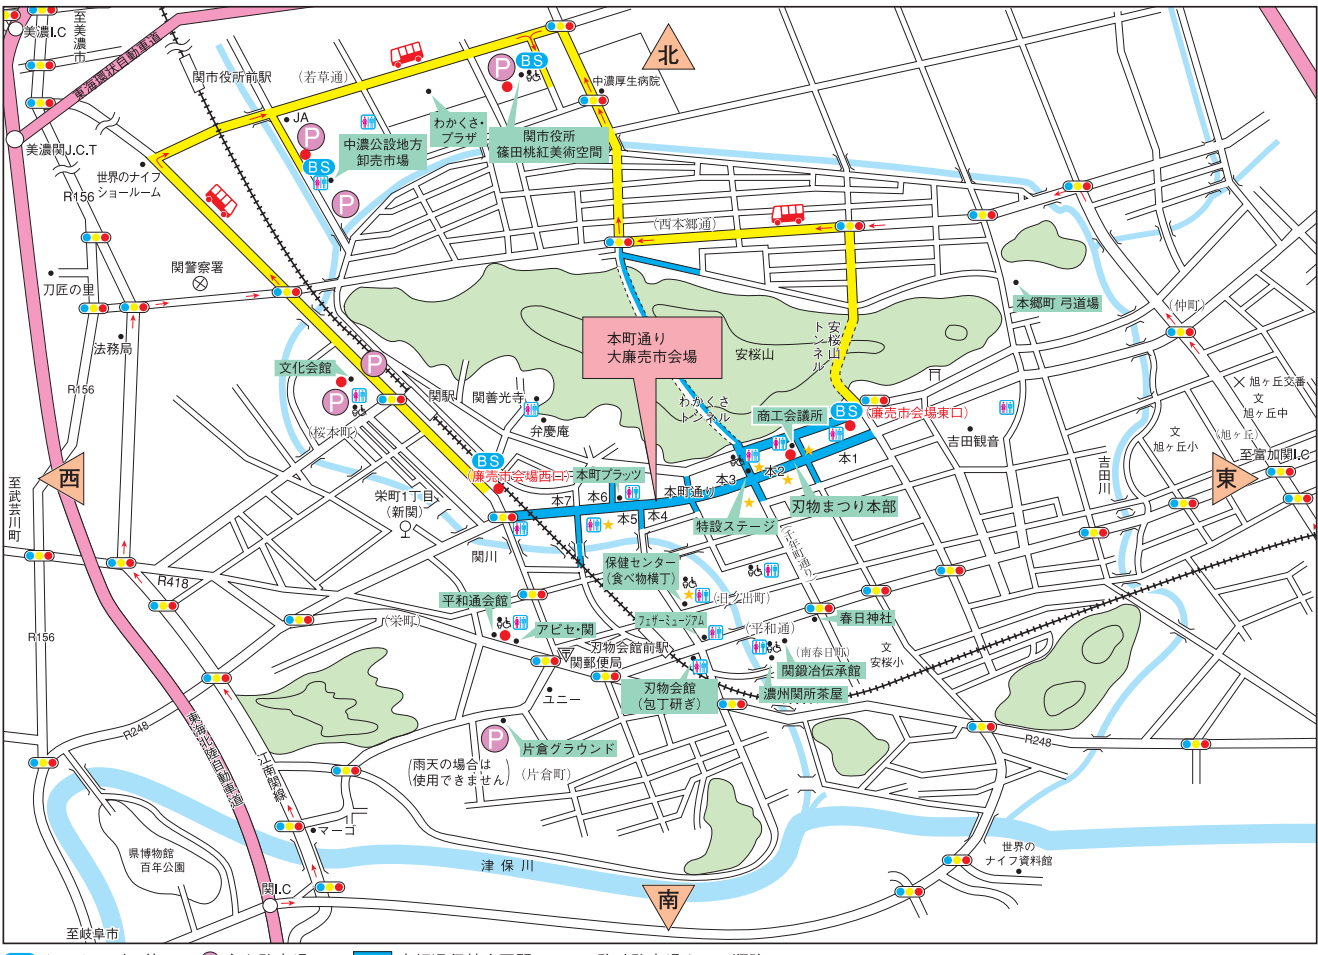 至美濃市
美濃I.C
東海環状自動車道
関市役所前駅
(若草通)
北
BS
P
中濃厚生病院
JA
P
わかくさ・
プラザ
関市役所
篠田桃紅美術空間
中濃公設地方
卸売市場
美濃関J.C.T
BS
世界のナイフ
ショールーム
R156
P
(西本郷通)
関警察署
刀匠の里
本郷町 弓道場
(仲町)
法務局
本町通り
大廉売市会場
安桜山
安桜山
トンネル
文化会館
P
R156
関駅
関善光寺
P
わかくさ
トンネル
商工会議所
BS
(廉売市会場東口)
旭ヶ丘交番
文
旭ヶ丘中
弁慶庵
(桜本町)
吉田観音
文
旭ヶ丘小
(旭ヶ丘)
至富加関I.C
本1
BS
(廉売市会場西口)
本町プラッツ
本2
本3
西
東
至武芸川町
吉田川
栄町1丁目
(新関)
本7
本6
本町通り
本5
本4
刃物まつり本部
特設ステージ
千年町通り
関川
保健センター
(食べ物横丁)
R418
平和通会館
(日ノ出町)
(栄町)
アピセ・関
フェザーミュージアム
(平和通)
春日神社
R156
刃物会館前駅
関郵便局
(南春日町)
文
安桜小
関鍛冶伝承館
刃物会館
(包丁研ぎ)
濃州関所茶屋
ユニー
R248
東海北陸自動車道
P
片倉グラウンド
R248
江南関線
(雨天の場合は
使用できません)
(片倉町)
マーゴ
県博物館
百年公園
津保川
世界の
ナイフ資料館
関I.C
南
至岐阜市